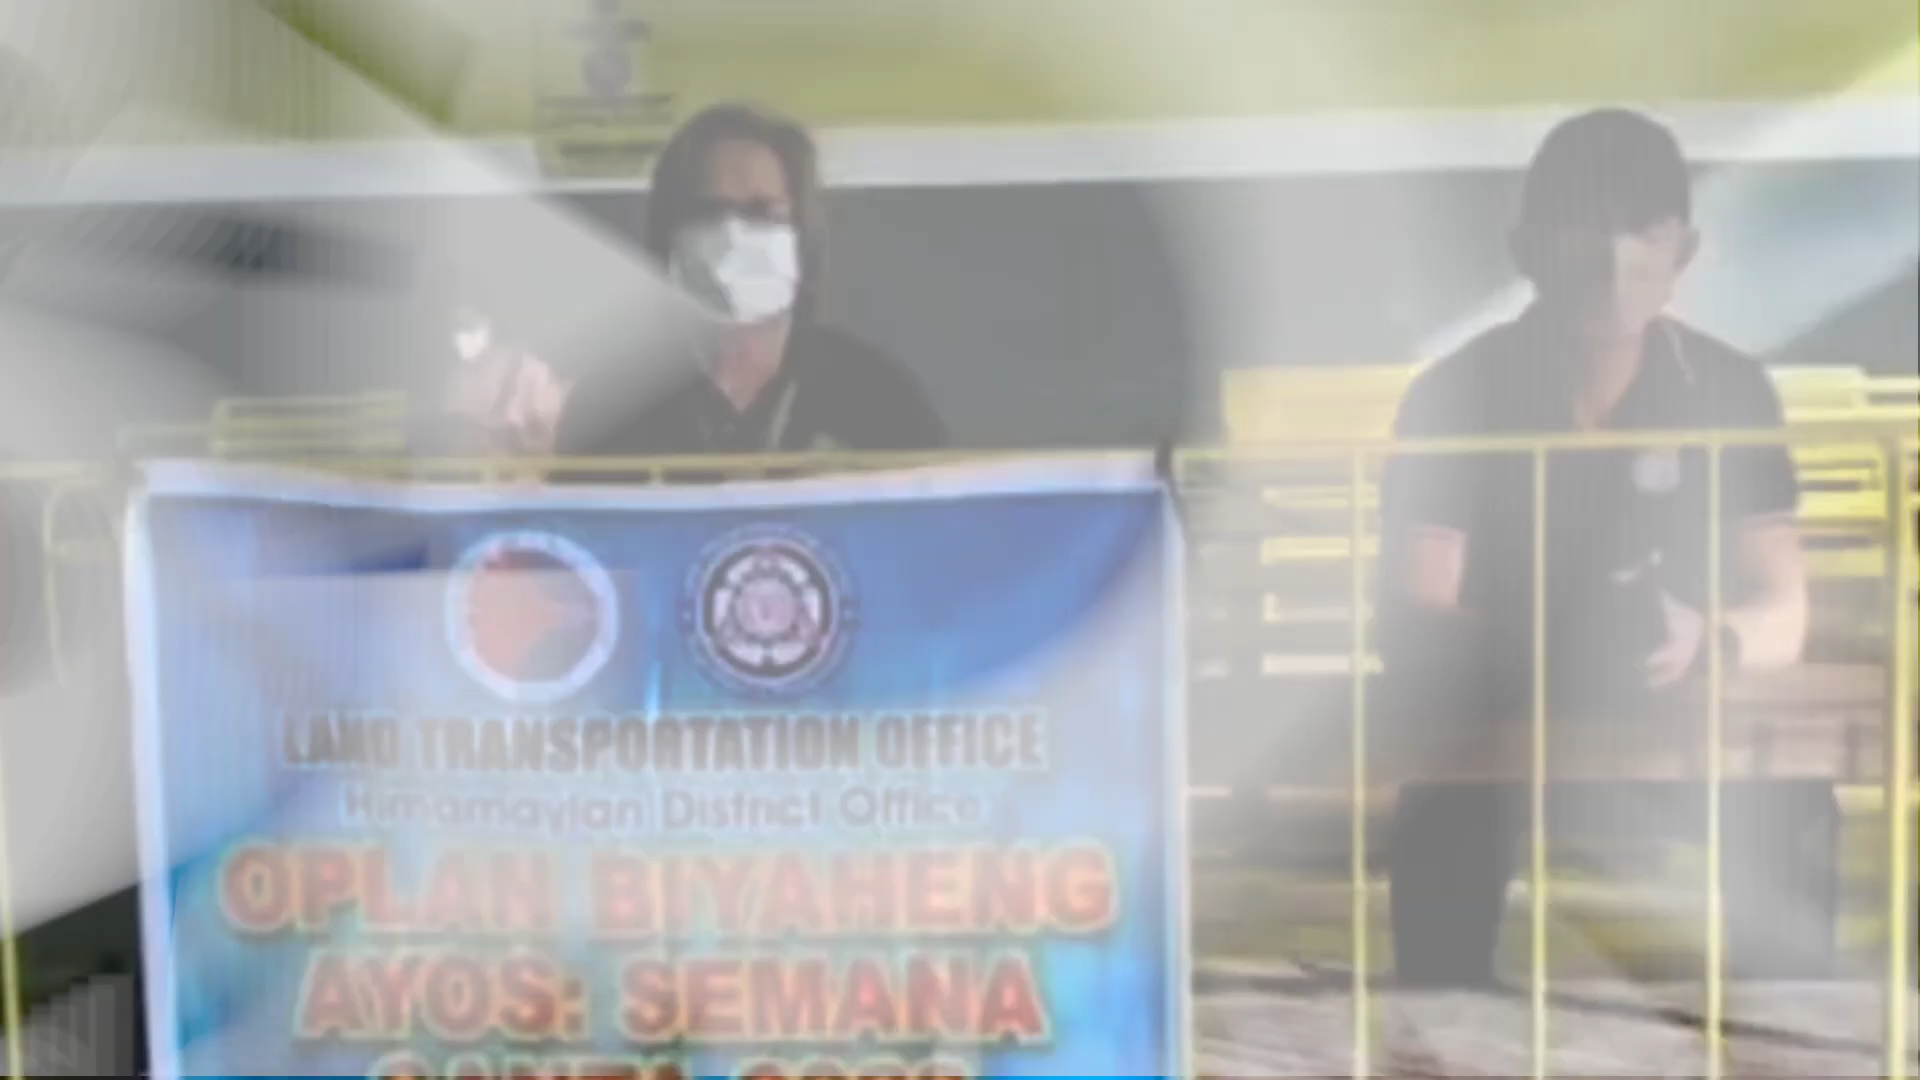 LAND TRANSPORTATION OFFICE
Himamaylan District Office
OPLAN BIYAHENG
AYOS: SEMANA